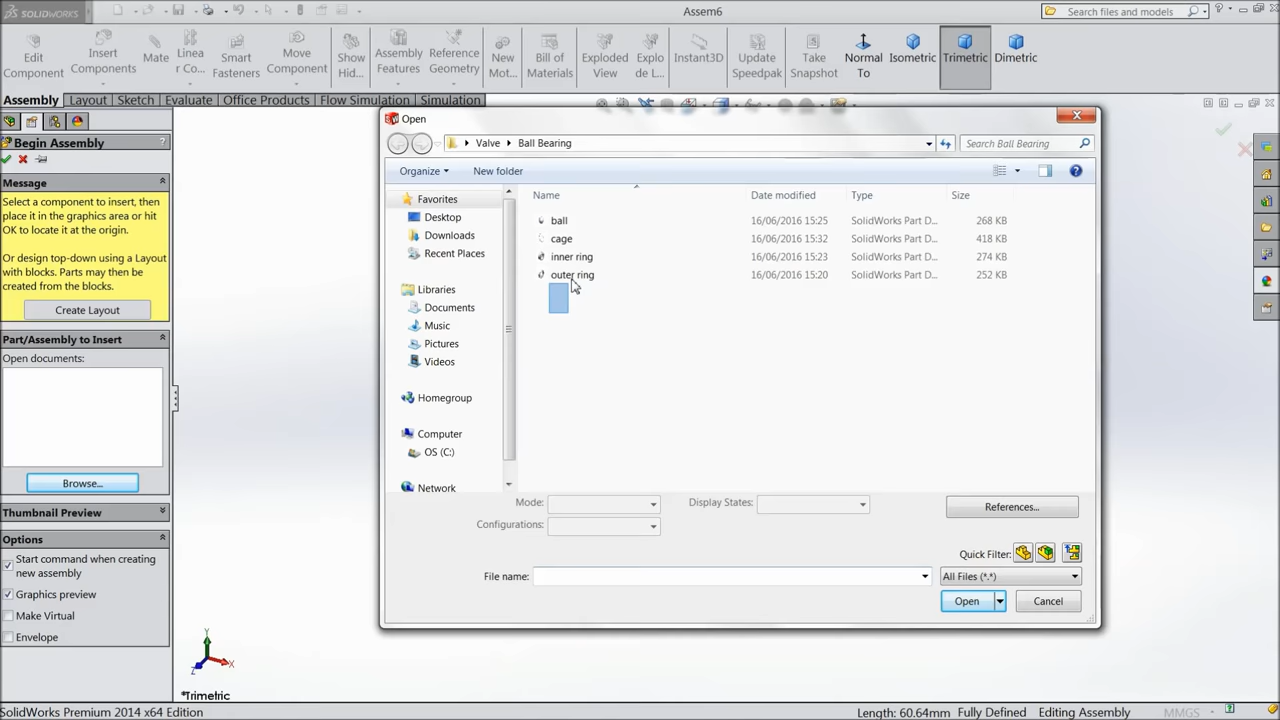 SOLIDWORKS
Assem6
Search files and models
Edit Component
Insert Components
Mate
Linea r Co...
Smart Fasteners
Move Component
Show Hid...
Assembly Features
Reference Geometry
New Mot...
Bill of Materials
Exploded View
Explo de L...
Instant3D
Update Speedpak
Take Snapshot
Normal To
Isometric
Trimetric
Dimetric
Assembly Layout Sketch Evaluate Office Products Flow Simulation Simulation
Begin Assembly ?
Message
Select a component to insert, then
place it in the graphics area or hit
OK to locate it at the origin.
Or design top-down using a Layout
with blocks. Parts may then be
created from the blocks.
Create Layout
Part/Assembly to Insert
Open documents:
Browse...
Thumbnail Preview
Options
Start command when creating
new assembly
Graphics preview
Make Virtual
Envelope
Open
Valve Ball Bearing
Search Ball Bearing
Organize New folder
Favorites
Desktop
Downloads
Recent Places
Libraries
Documents
Music
Pictures
Videos
Homegroup
Computer
OS (C:)
Network
Name Date modified Type Size
ball 16/06/2016 15:25 SolidWorks Part D... 268 KB
cage 16/06/2016 15:32 SolidWorks Part D... 418 KB
inner ring 16/06/2016 15:23 SolidWorks Part D... 274 KB
outer ring 16/06/2016 15:20 SolidWorks Part D... 252 KB
Mode: Display States:
References...
Configurations:
Quick Filter:
File name: All Files (*.*)
Open Cancel
Y
X
Z
*Trimetric
SolidWorks Premium 2014 x64 Edition Length: 60.64mm Fully Defined Editing Assembly MMGS